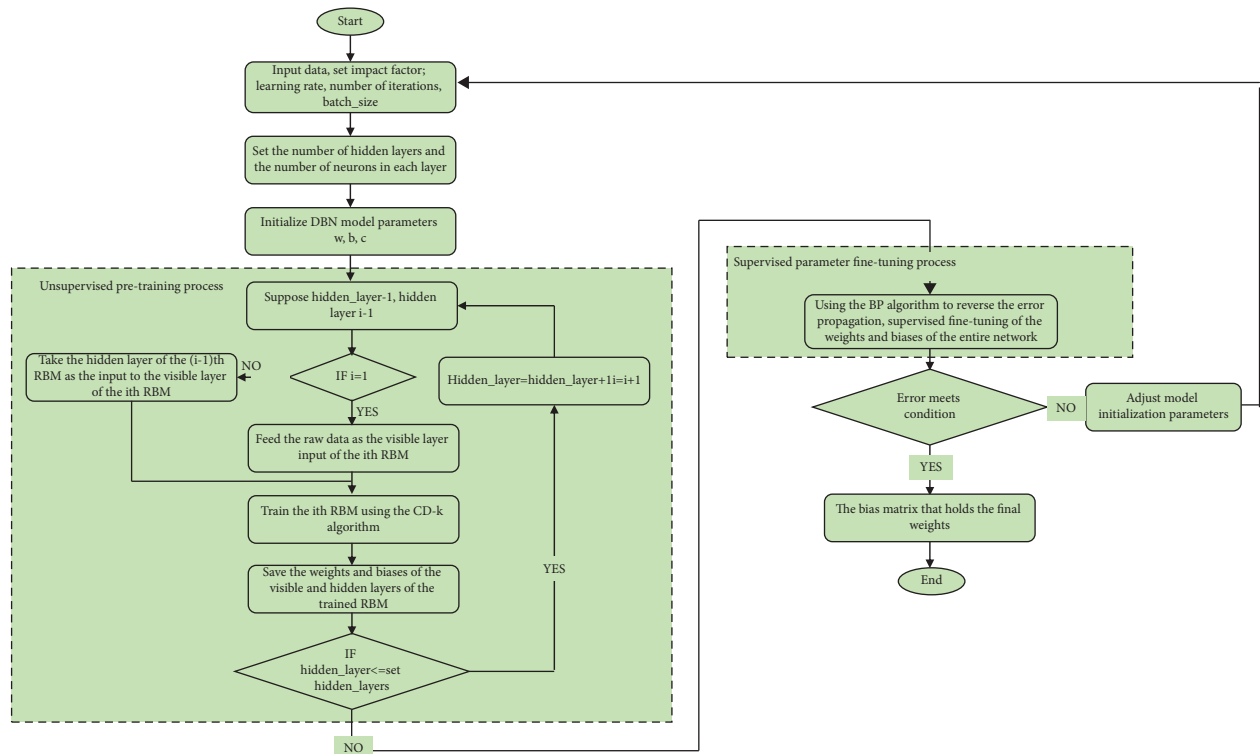 Start
Input data, set impact factor;
learning rate, number of iterations,
batch_size
Set the number of hidden layers and
the number of neurons in each layer
Initialize DBN model parameters
w, b, c
Unsupervised pre-training process
Suppose hidden_layer-1, hidden
layer i-1
Take the hidden layer of the (i-1)th
RBM as the input to the visible layer
of the ith RBM
NO
IF i=1
Hidden_layer=hidden_layer+1i=i+1
YES
Feed the raw data as the visible layer
input of the ith RBM
Train the ith RBM using the CD-k
algorithm
Save the weights and biases of the
visible and hidden layers of the
trained RBM
YES
IF
hidden_layer<=set
hidden_layers
NO
Supervised parameter fine-tuning process
Using the BP algorithm to reverse the error
propagation, supervised fine-tuning of the
weights and biases of the entire network
Error meets
condition
NO
Adjust model
initialization parameters
YES
The bias matrix that holds the final
weights
End